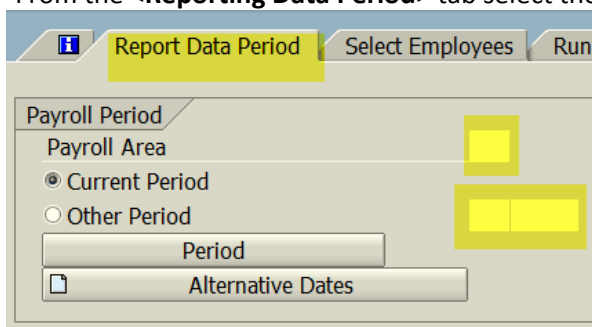 From the <Reporting Data Period> tab select the
i Report Data Period Select Employees Run
Payroll Period
Payroll Area
Current Period
Other Period
Period
Alternative Dates